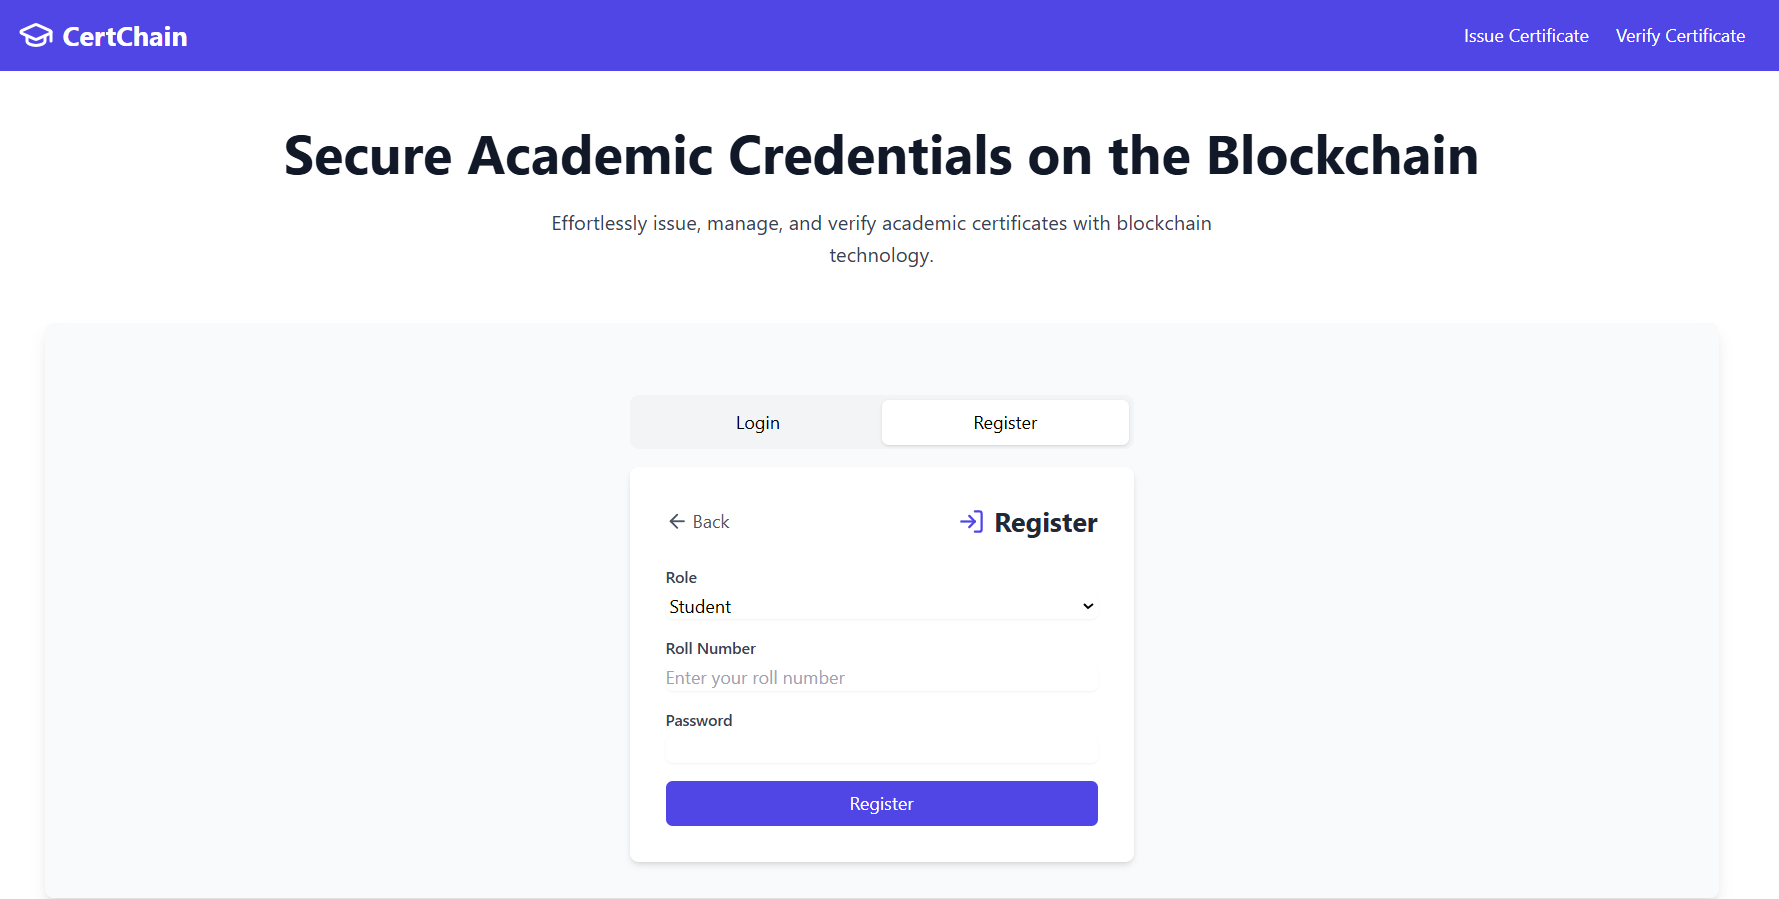 CertChain
Issue Certificate
Verify Certificate
Secure Academic Credentials on the Blockchain
Effortlessly issue, manage, and verify academic certificates with blockchain
technology.
Login
Register
Back
Register
Role
Student
Roll Number
Enter your roll number
Password
Register